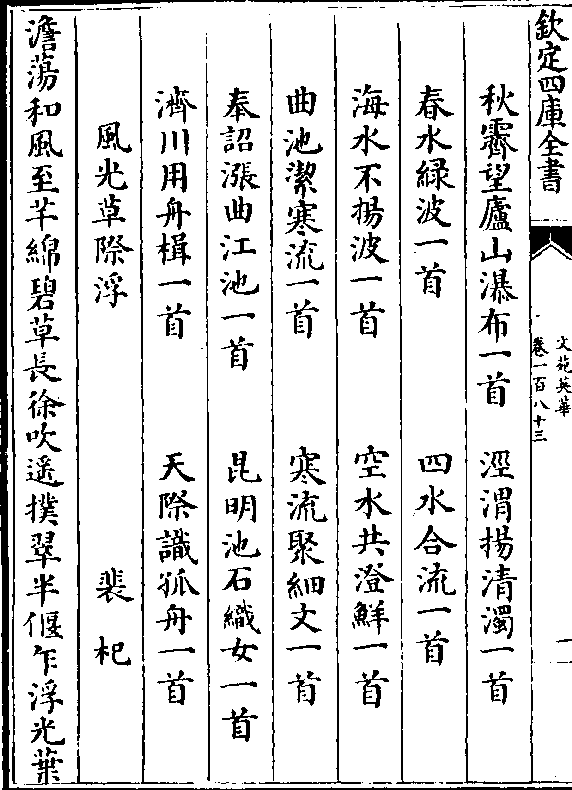 欽定四庫全書
文苑英華
卷一百八十三
秋霽望廬山瀑布一首 涇渭揚清濁一首
春水緑波一首 四水合流一首
海水不揚波一首 空水共澄鮮一首
曲池潔寒流一首 寒流聚細文一首
奉詔漲曲江池一首 昆明池石織女一首
濟川用舟楫一首 天際識孤舟一首
風光草際浮 裴杞
澹蕩和風至芊綿碧草長徐吹遥撲翠半偃乍浮光葉